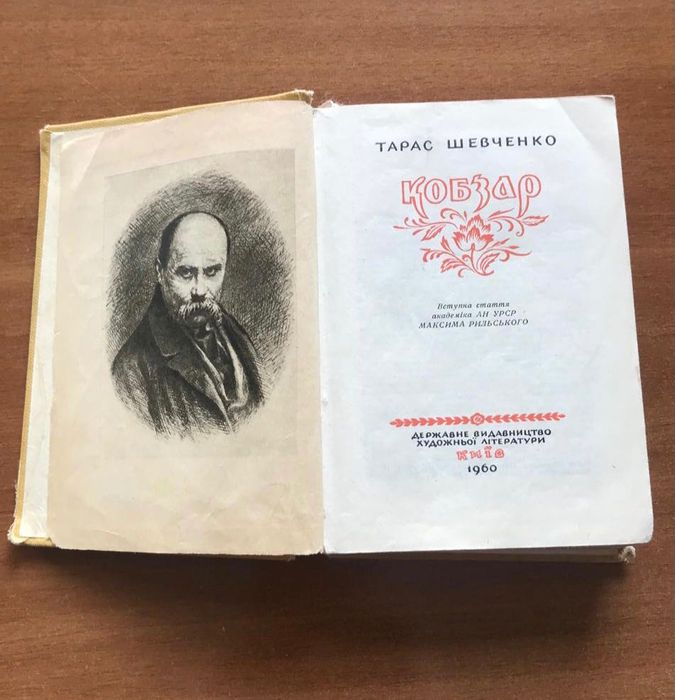 ТАРАС ШЕВЧЕНКО
КОБЗАР
Вступна стаття
академіка АН УРСР
МАКСИМА РИЛЬСЬКОГО
ДЕРЖАВНЕ ВИДАВНИЦТВО
ХУДОЖНЬОЇ ЛІТЕРАТУРИ
КИЇВ
1960